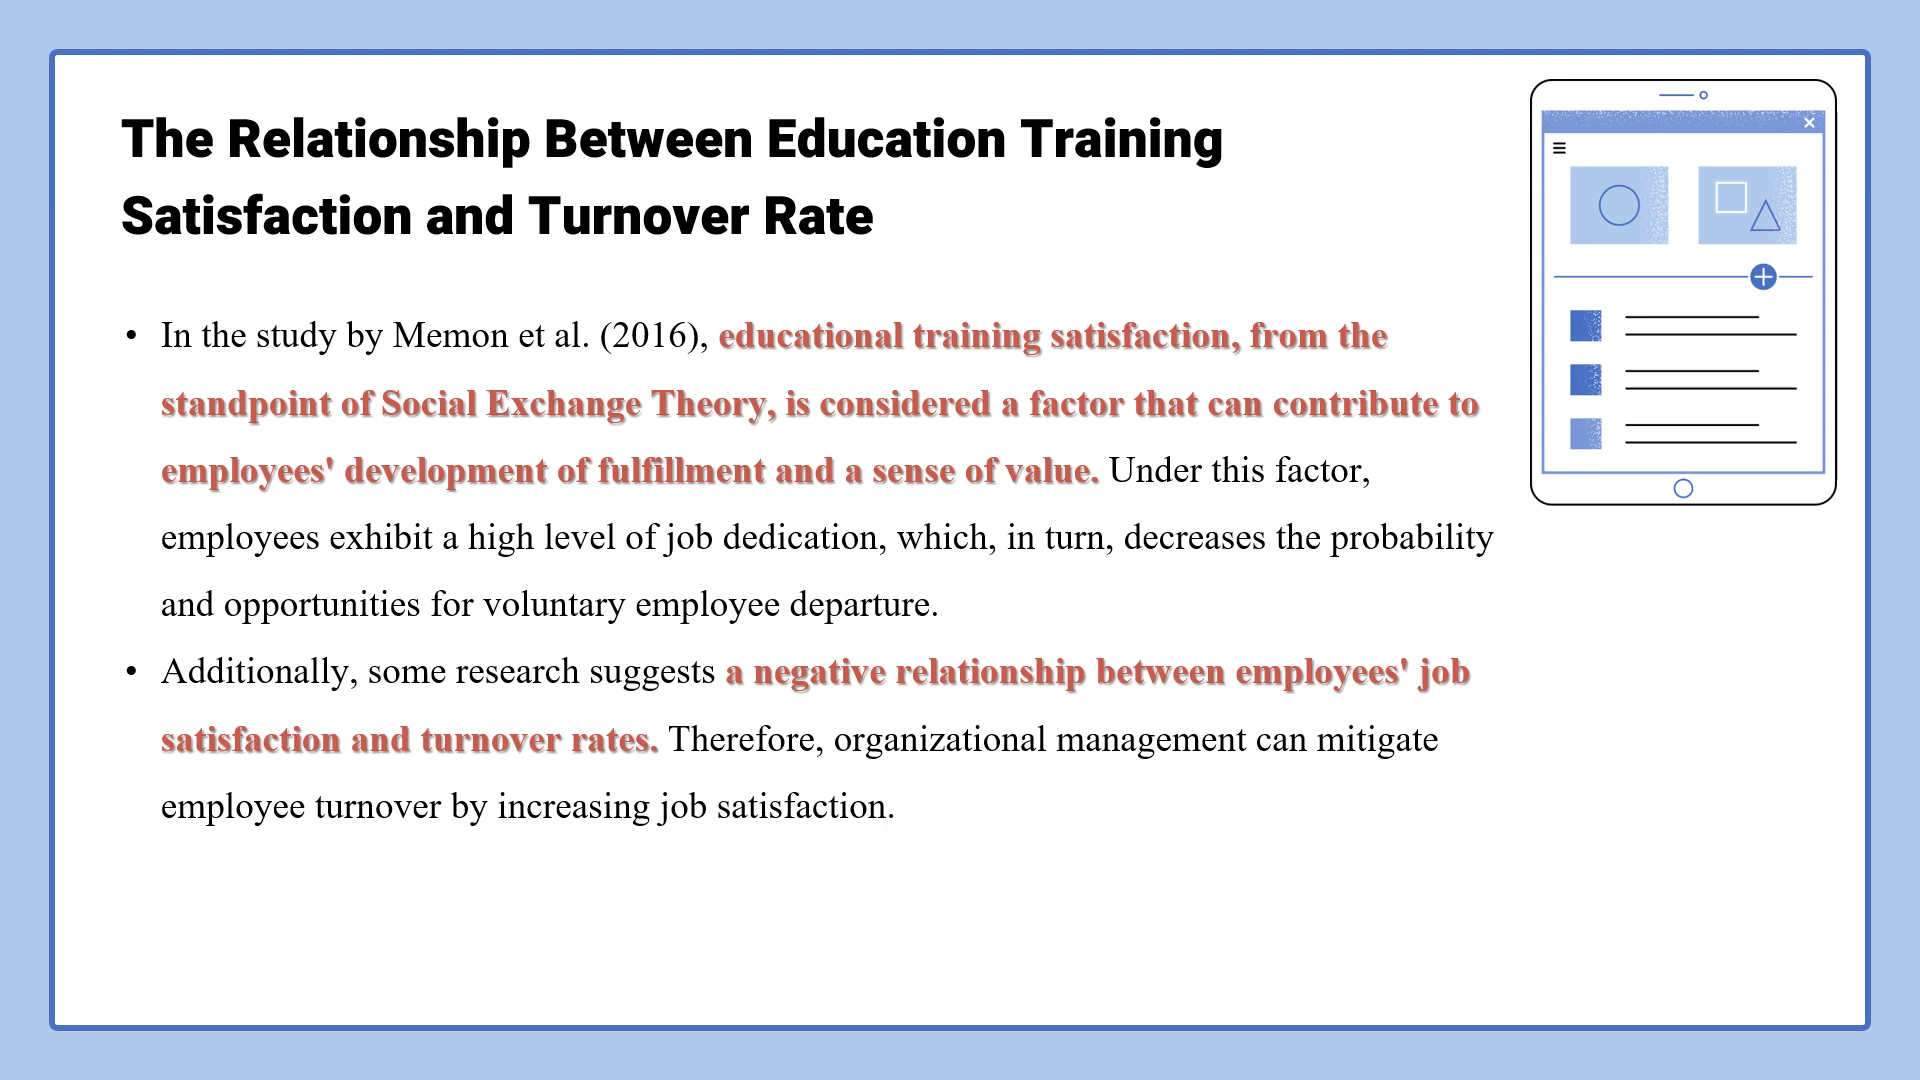 The Relationship Between Education Training
Satisfaction and Turnover Rate
• In the study by Memon et al. (2016), educational training satisfaction, from the
standpoint of Social Exchange Theory, is considered a factor that can contribute to
employees' development of fulfillment and a sense of value. Under this factor,
employees exhibit a high level of job dedication, which, in turn, decreases the probability
and opportunities for voluntary employee departure.
• Additionally, some research suggests a negative relationship between employees' job
satisfaction and turnover rates. Therefore, organizational management can mitigate
employee turnover by increasing job satisfaction.